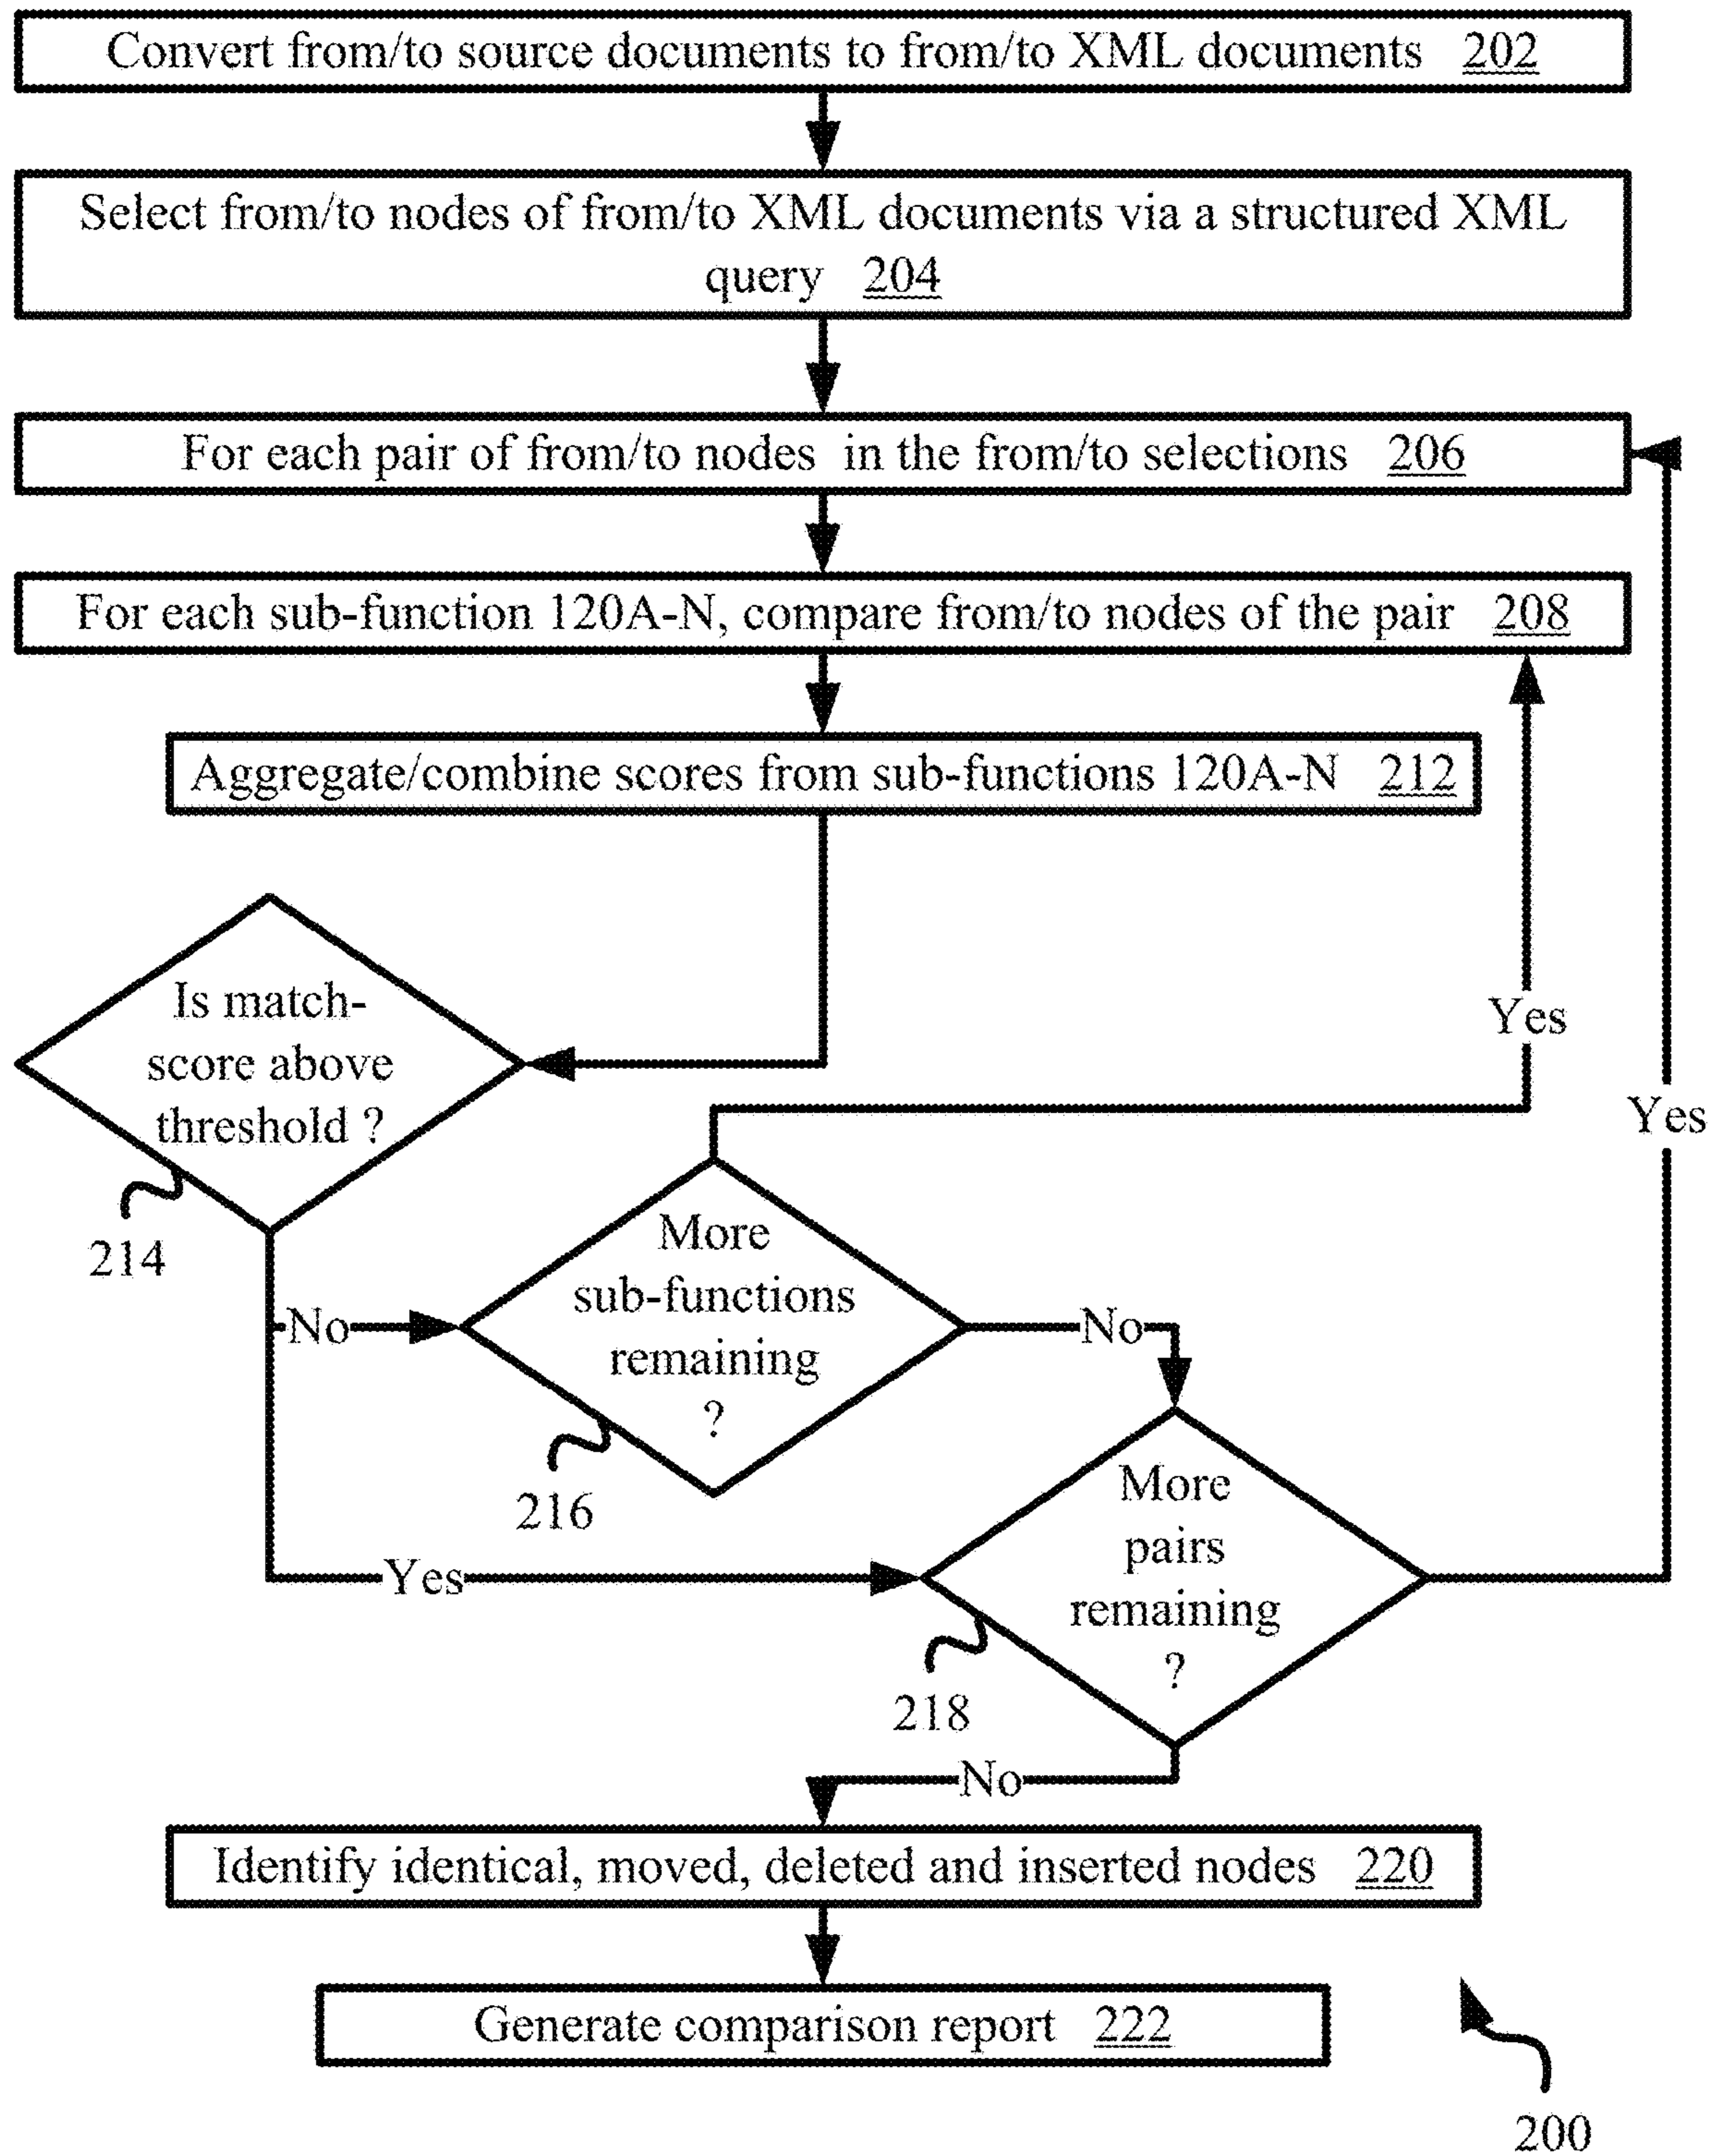 Convert from/to source documents to from/to XML documents 202
Select from/to nodes of from/to XML documents via a structured XML
query 204
For each pair of from/to nodes in the from/to selections 206
For each sub-function 120A-N, compare from/to nodes of the pair 208
Aggregate/combine scores from sub-functions 120A-N 212
Is match-
score above
threshold ?
214
Yes
Yes
No
More
sub-functions
remaining
?
216
No
Yes
More
pairs
remaining
?
218
No
Identify identical, moved, deleted and inserted nodes 220
Generate comparison report 222
200